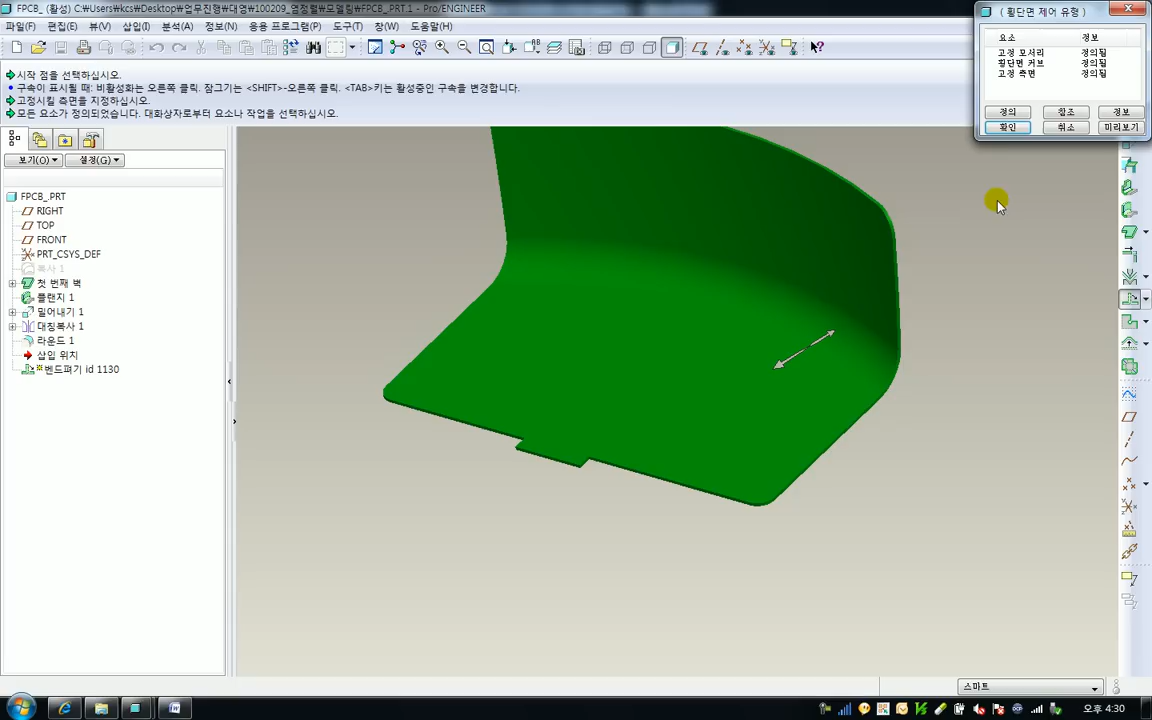 FPCB_ (활성) C:₩Users₩kcs₩Desktop₩업무진행₩대영₩100209_염정렬₩모델링₩FPCB_.PRT.1 - Pro/ENGINEER
파일(F) 편집(E) 뷰(V) 삽입(I) 분석(A) 정보(N) 응용 프로그램(P) 도구(T) 창(W) 도움말(H)
시작 점을 선택하십시오.
구속이 표시될 때: 비활성화는 오른쪽 클릭. 잠그기는 <SHIFT>-오른쪽 클릭. <TAB>키는 활성중인 구속을 변경합니다.
고정시킬 측면을 지정하십시오.
모든 요소가 정의되었습니다. 대화상자로부터 요소나 작업을 선택하십시오.
( 횡단면 제어 유형 )
요소 정보
고정 모서리 정의됨
횡단면 커브 정의됨
고정 측면 정의됨
정의 참조 정보
확인 취소 미리보기
보기(O) 설정(G)
FPCB_.PRT
RIGHT
TOP
FRONT
PRT_CSYS_DEF
복사 1
첫 번째 벽
플랜지 1
밀어내기 1
대칭복사 1
라운드 1
삽입 위치
벤드펴기 id 1130
스마트
오후 4:30